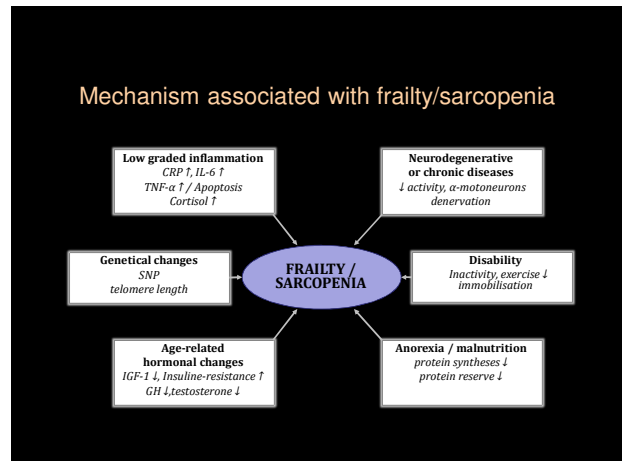 Mechanism associated with frailty/sarcopenia
Low graded inflammation
CRP ↑, IL-6 ↑
TNF-α ↑ / Apoptosis
Cortisol ↑
Neurodegenerative
or chronic diseases
↓ activity, α-motoneurons
denervation
Genetical changes
SNP
telomere length
FRAILTY /
SARCOPENIA
Disability
Inactivity, exercise ↓
immobilisation
Age-related
hormonal changes
IGF-1 ↓, Insuline-resistance ↑
GH ↓,testosterone ↓
Anorexia / malnutrition
protein syntheses ↓
protein reserve ↓